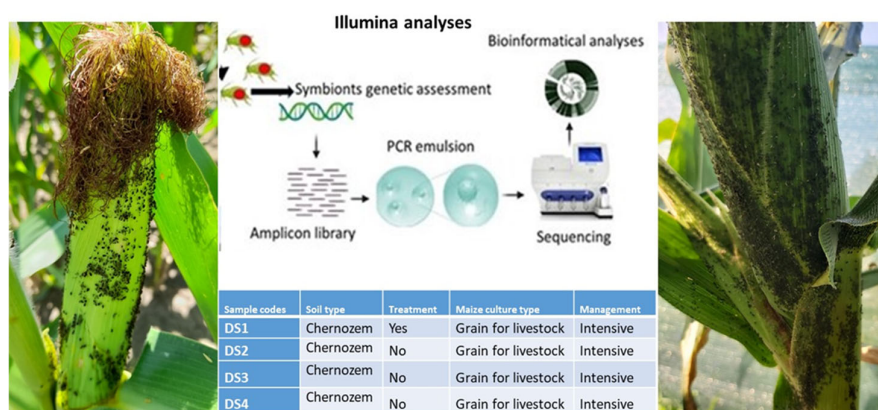 Illumina analyses
Bioinformatical analyses
Symbionts genetic assessment
PCR emulsion
Amplicon library
Sequencing
Sample codes Soil type Treatment Maize culture type Management
DS1 Chernozem Yes Grain for livestock Intensive
DS2 Chernozem No Grain for livestock Intensive
DS3 Chernozem No Grain for livestock Intensive
DS4 Chernozem No Grain for livestock Intensive